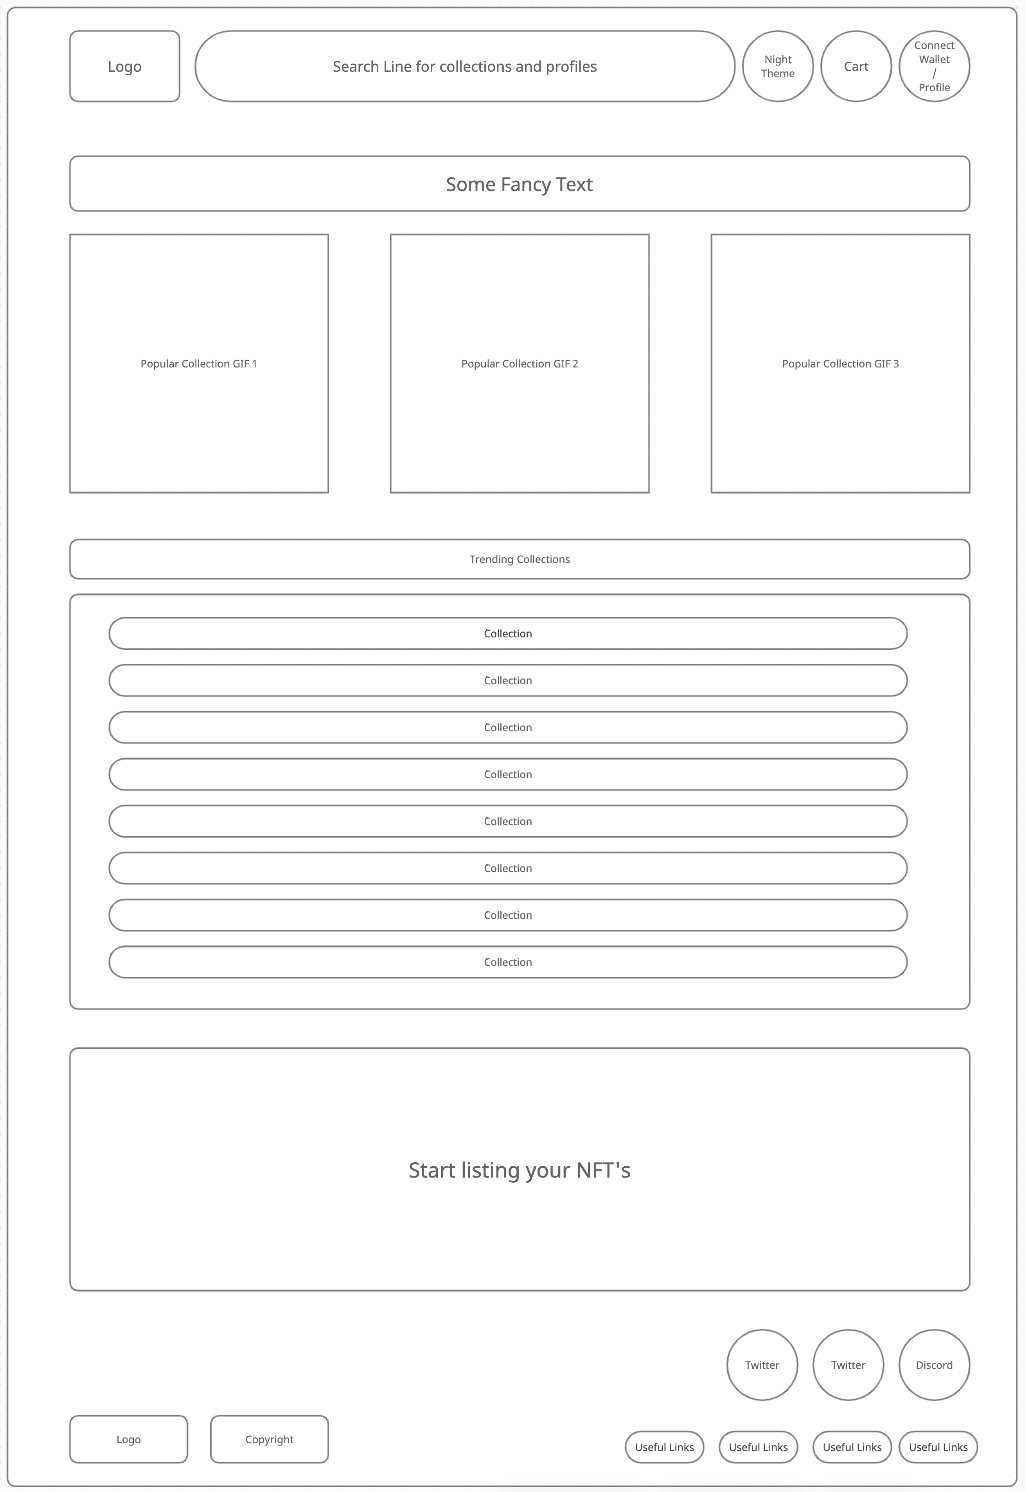 Logo
Search Line for collections and profiles
Night
Theme
Cart
Connect
Wallet
/
Profile
Some Fancy Text
Popular Collection GIF 1
Popular Collection GIF 2
Popular Collection GIF 3
Trending Collections
Collection
Collection
Collection
Collection
Collection
Collection
Collection
Collection
Start listing your NFT's
Twitter
Twitter
Discord
Logo
Copyright
Useful Links
Useful Links
Useful Links
Useful Links